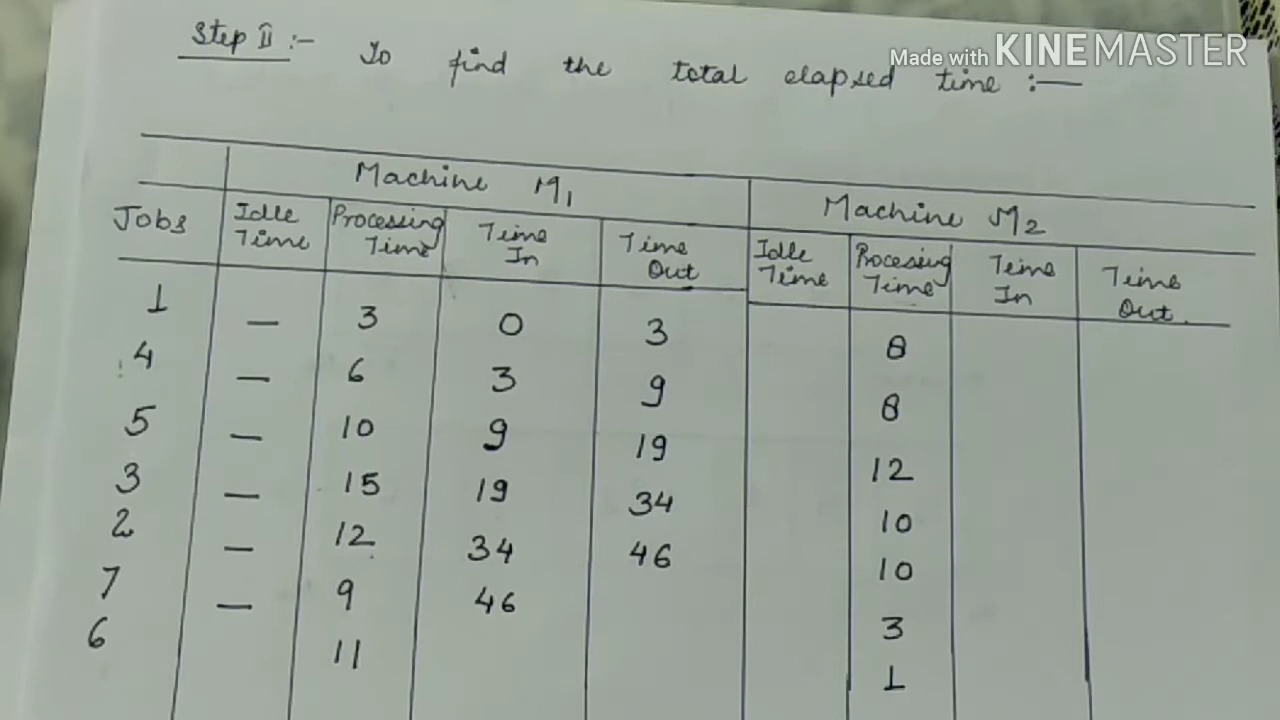 Made with KINEMASTER
Step II :- To find the total elapsed time :-
Machine M1 Machine M2
Jobs Idle Time Processing Time Time In Time Out Idle Time Processing Time Time In Time Out
1 - 3 0 3 8
4 - 6 3 9 8
5 - 10 9 19 12
3 - 15 19 34 10
2 - 12 34 46 10
7 - 9 46 3
6 11 1